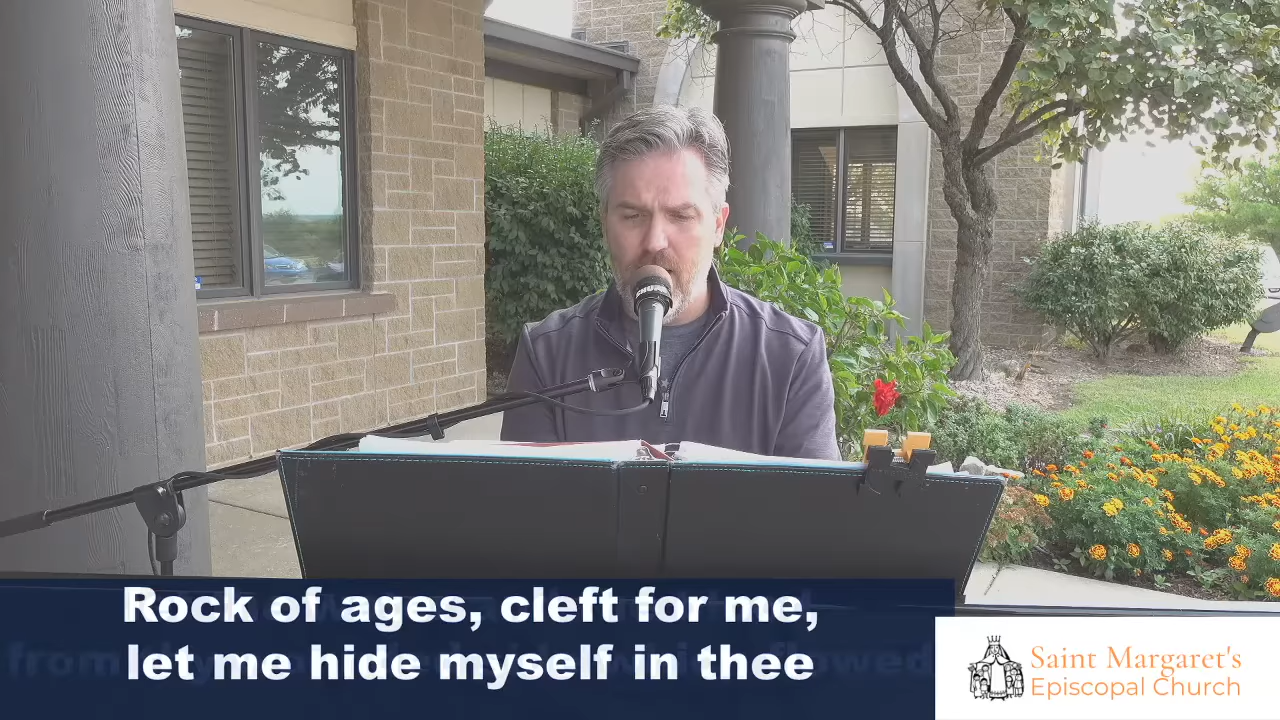 Rock of ages, cleft for me,
let me hide myself in thee
Saint Margaret's
Episcopal Church